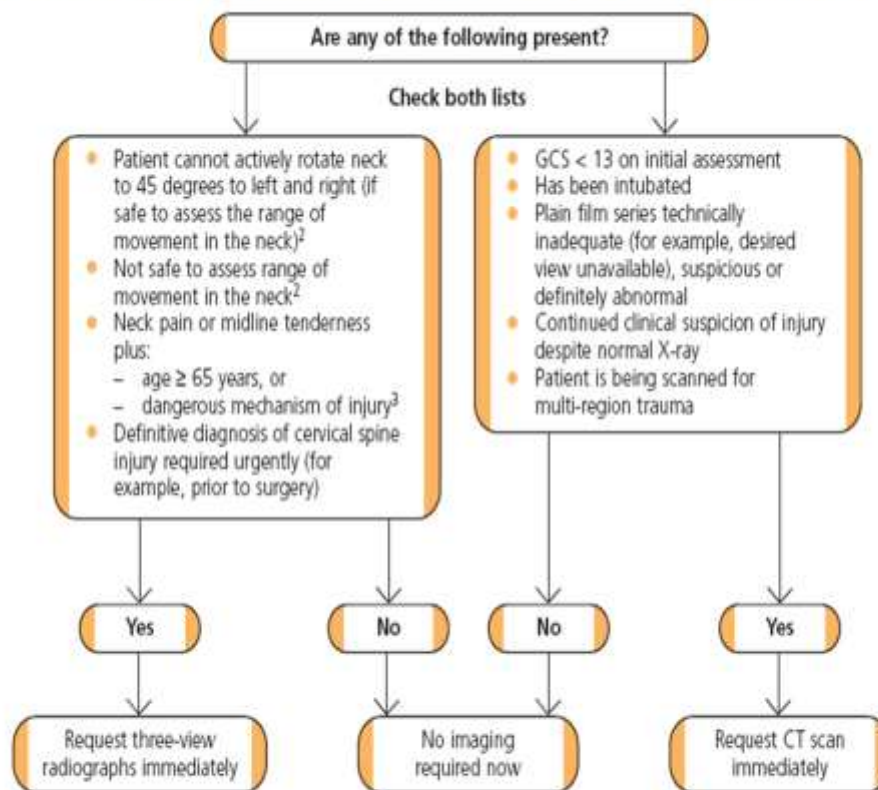 Are any of the following present?
Check both lists
• Patient cannot actively rotate neck
to 45 degrees to left and right (if
safe to assess the range of
movement in the neck)²
• Not safe to assess range of
movement in the neck²
• Neck pain or midline tenderness
plus:
– age ≥ 65 years, or
– dangerous mechanism of injury³
• Definitive diagnosis of cervical spine
injury required urgently (for
example, prior to surgery)
• GCS < 13 on initial assessment
• Has been intubated
• Plain film series technically
inadequate (for example, desired
view unavailable), suspicious or
definitely abnormal
• Continued clinical suspicion of injury
despite normal X-ray
• Patient is being scanned for
multi-region trauma
Yes
No
No
Yes
Request three-view
radiographs immediately
No imaging
required now
Request CT scan
immediately